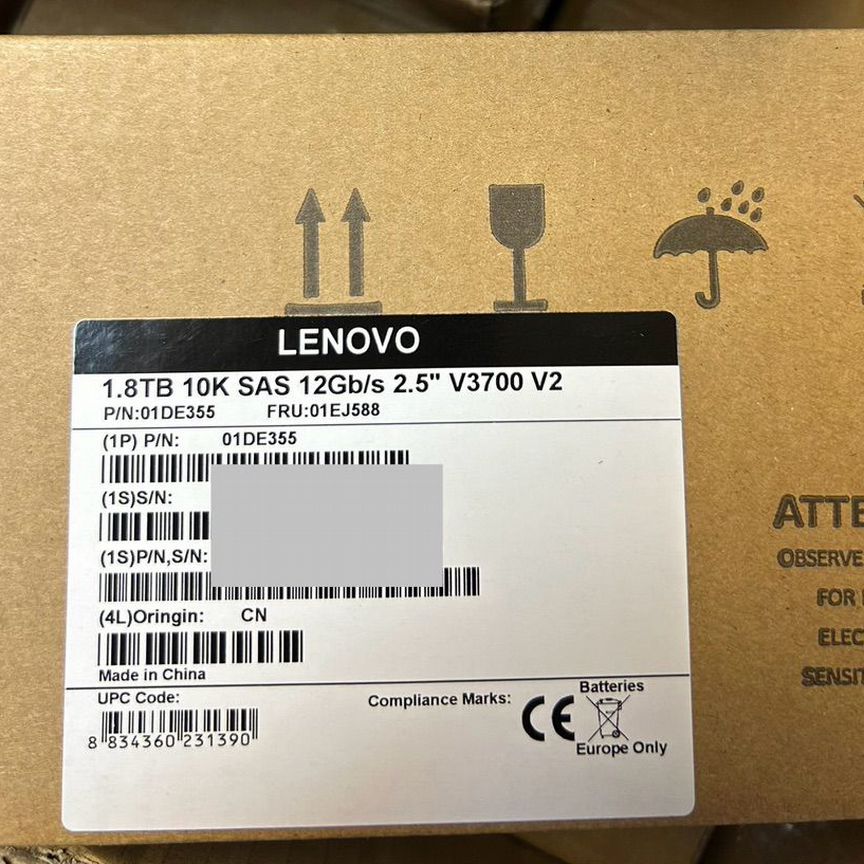 LENOVO
1.8TB 10K SAS 12Gb/s 2.5" V3700 V2
P/N:01DE355 FRU:01EJ588
(1P) P/N: 01DE355
(1S)S/N:
(1S)P/N,S/N:
(4L)Oringin: CN
Made in China
UPC Code:
8 834360 231390
Compliance Marks:
CE
Batteries
Europe Only
ATTE
OBSERVE
FOR
ELEC
SENSIT